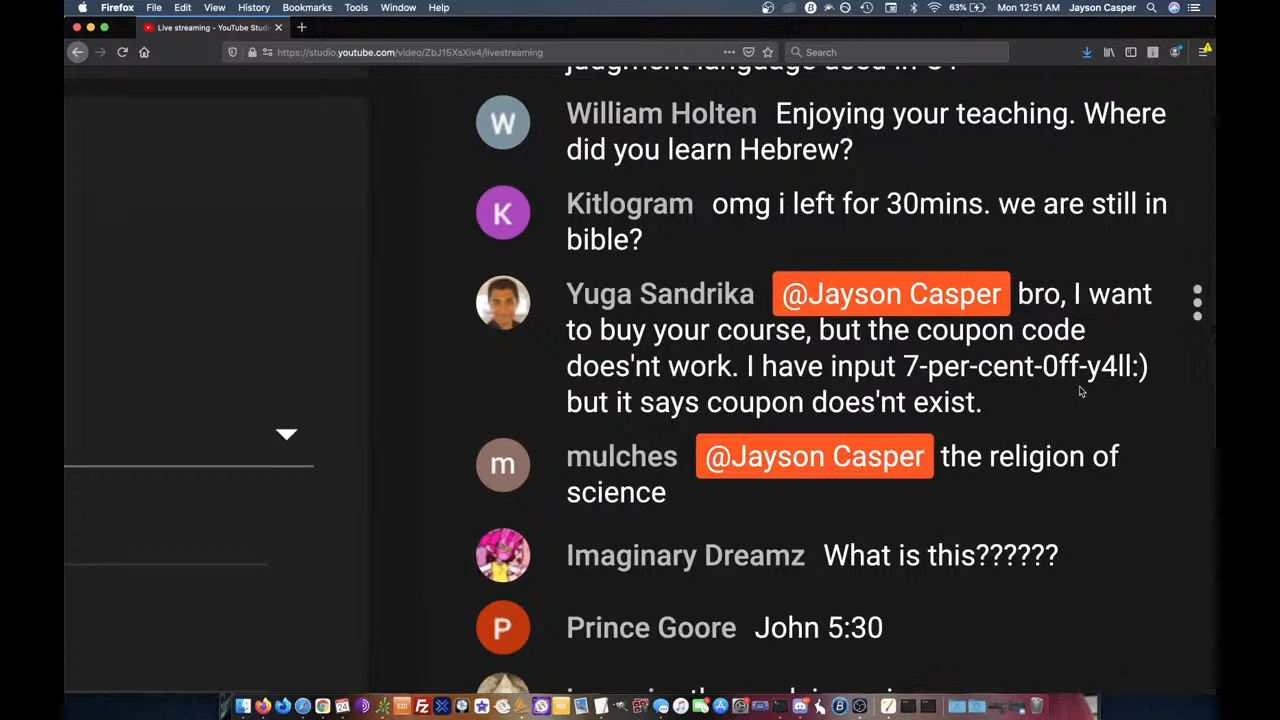 Firefox File Edit View History Bookmarks Tools Window Help 63% Mon 12:51 AM Jayson Casper
Live streaming - YouTube Studi
https://studio.youtube.com/video/ZbJ15XsXiv4/livestreaming Search
judgment language used in
William Holten Enjoying your teaching. Where
did you learn Hebrew?
Kitlogram omg i left for 30mins. we are still in
bible?
Yuga Sandrika @Jayson Casper bro, I want
to buy your course, but the coupon code
does'nt work. I have input 7-per-cent-0ff-y4ll:)
but it says coupon does'nt exist.
mulches @Jayson Casper the religion of
science
Imaginary Dreamz What is this??????
Prince Goore John 5:30